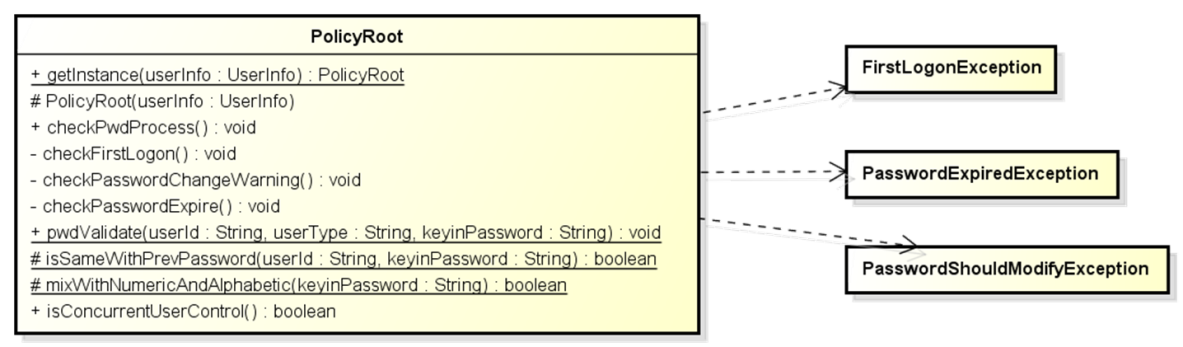 PolicyRoot
+ getInstance(userInfo : UserInfo) : PolicyRoot
# PolicyRoot(userInfo : UserInfo)
+ checkPwdProcess() : void
- checkFirstLogon() : void
- checkPasswordChangeWarning() : void
- checkPasswordExpire() : void
+ pwdValidate(userId : String, userType : String, keyinPassword : String) : void
# isSameWithPrevPassword(userId : String, keyinPassword : String) : boolean
# mixWithNumericAndAlphabetic(keyinPassword : String) : boolean
+ isConcurrentUserControl() : boolean
FirstLogonException
PasswordExpiredException
PasswordShouldModifyException